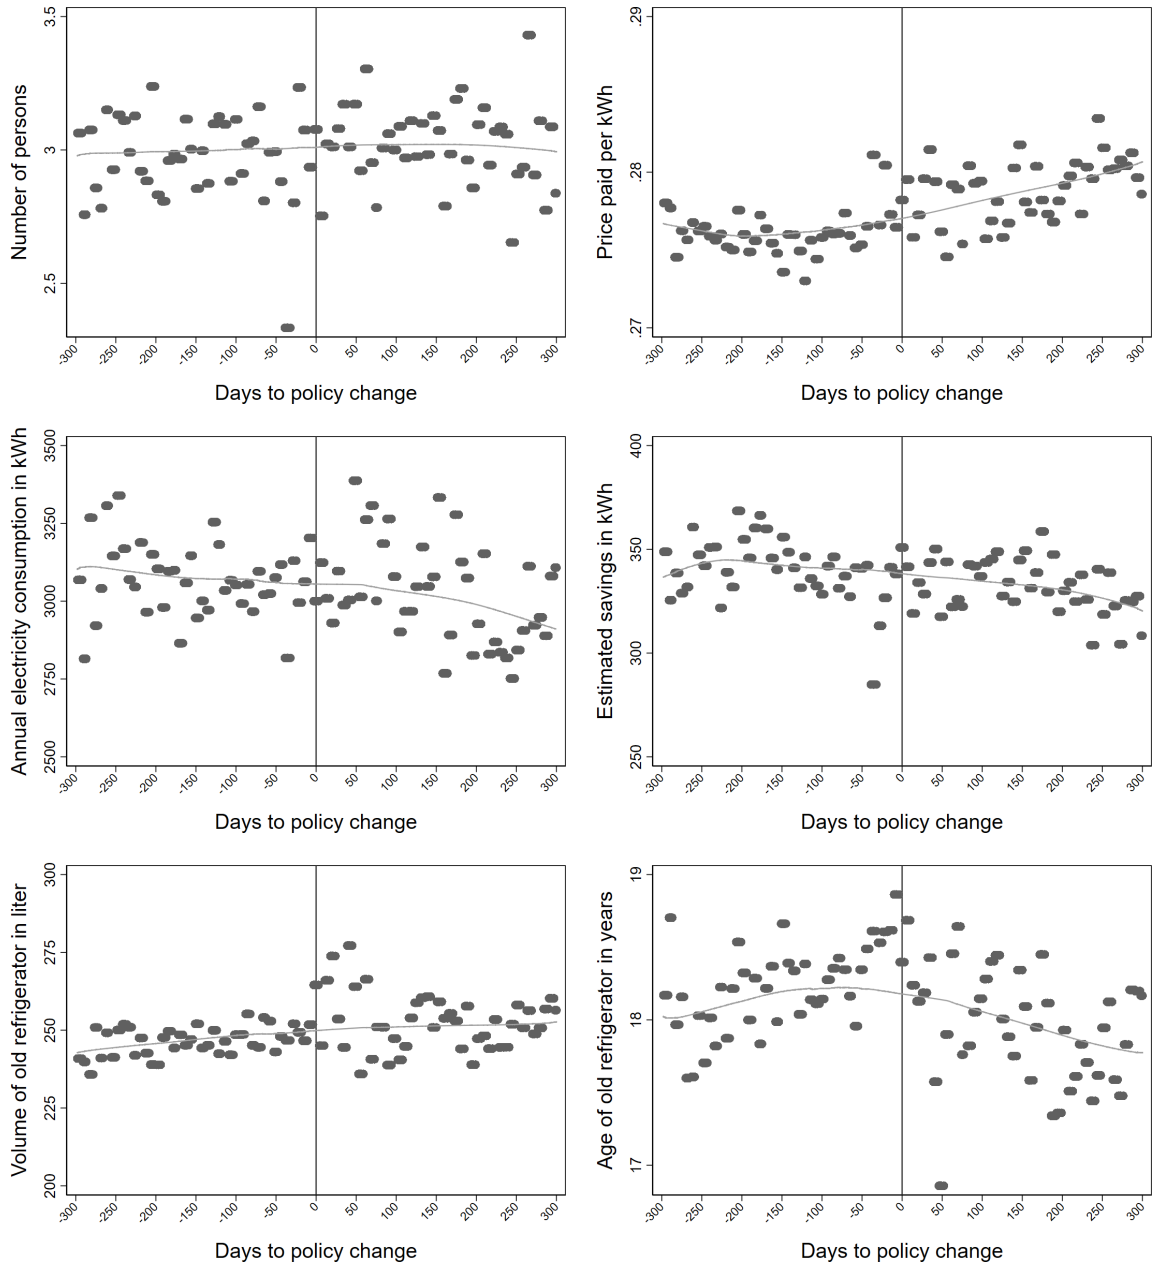 Number of persons
3.5
3
2.5
-300 -250 -200 -150 -100 -50 0 50 100 150 200 250 300
Days to policy change
Price paid per kWh
.29
.28
.27
-300 -250 -200 -150 -100 -50 0 50 100 150 200 250 300
Days to policy change
Annual electricity consumption in kWh
3500
3250
3000
2750
2500
-300 -250 -200 -150 -100 -50 0 50 100 150 200 250 300
Days to policy change
Estimated savings in kWh
400
350
300
250
-300 -250 -200 -150 -100 -50 0 50 100 150 200 250 300
Days to policy change
Volume of old refrigerator in liter
300
275
250
225
200
-300 -250 -200 -150 -100 -50 0 50 100 150 200 250 300
Days to policy change
Age of old refrigerator in years
19
18
17
-300 -250 -200 -150 -100 -50 0 50 100 150 200 250 300
Days to policy change